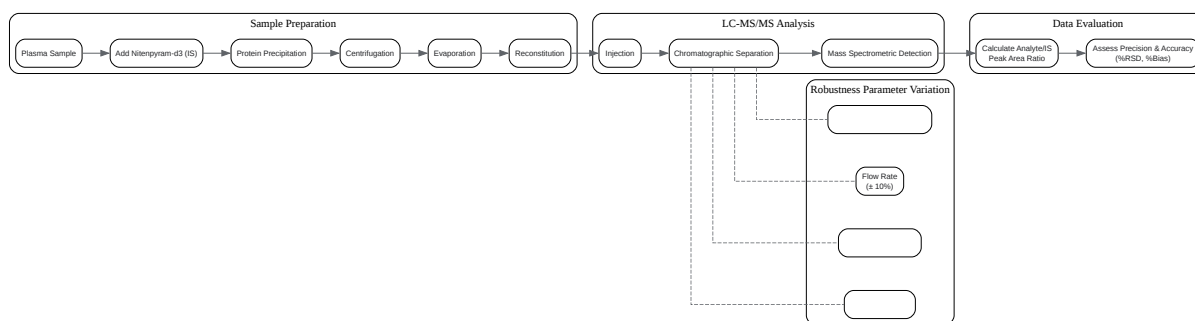 Sample Preparation
Plasma Sample
Add Nitenpyram-d3 (IS)
Protein Precipitation
Centrifugation
Evaporation
Reconstitution
LC-MS/MS Analysis
Injection
Chromatographic Separation
Mass Spectrometric Detection
Data Evaluation
Calculate Analyte/IS
Peak Area Ratio
Assess Precision & Accuracy
(%RSD, %Bias)
Robustness Parameter Variation
Flow Rate
(± 10%)